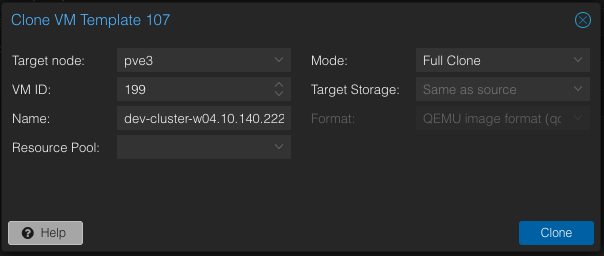 Clone VM Template 107
Target node: pve3 Mode: Full Clone
VM ID: 199 Target Storage: Same as source
Name: dev-cluster-w04.10.140.222 Format: QEMU image format (qc
Resource Pool:
Help Clone